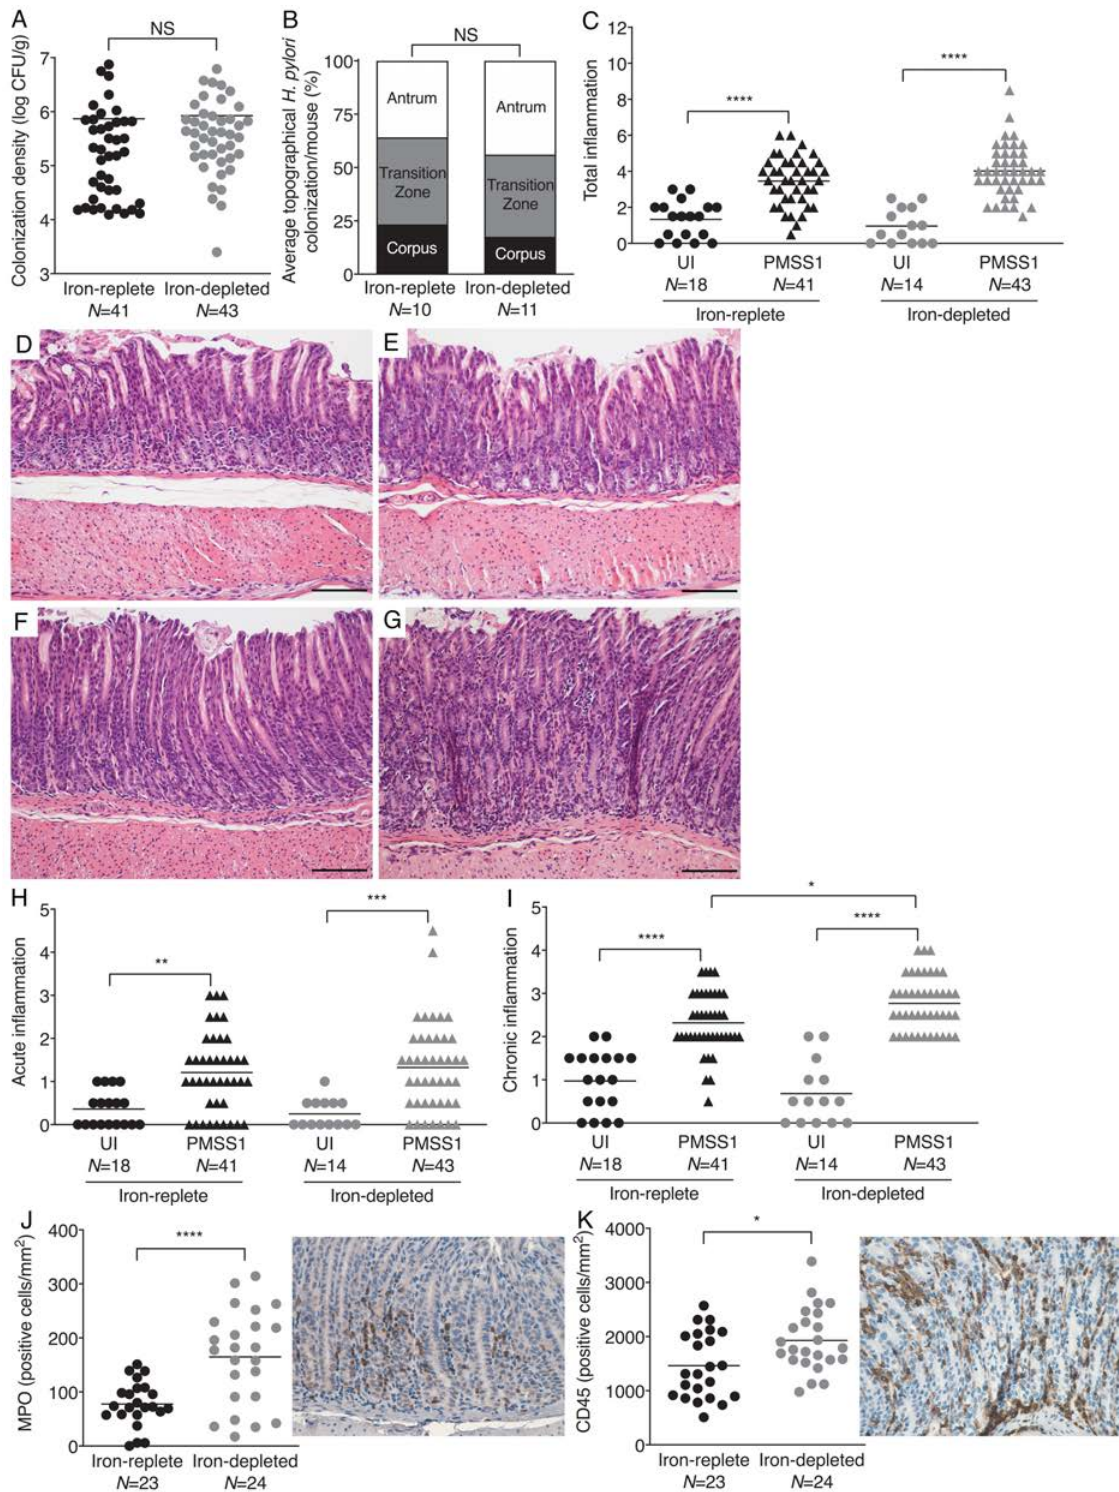 A
NS
Colonization density (log CFU/g)
7
6
5
4
3
Iron-replete
N=41
Iron-depleted
N=43
B
NS
Average topographical H. pylori
colonization/mouse (%)
100
75
50
25
0
Antrum
Transition
Zone
Corpus
Antrum
Transition
Zone
Corpus
Iron-replete
N=10
Iron-depleted
N=11
C
Total inflammation
12
10
8
6
4
2
0
****
****
UI
N=18
PMSS1
N=41
UI
N=14
PMSS1
N=43
Iron-replete
Iron-depleted
D
E
F
G
H
Acute inflammation
5
4
3
2
1
0
**
***
UI
N=18
PMSS1
N=41
UI
N=14
PMSS1
N=43
Iron-replete
Iron-depleted
I
Chronic inflammation
5
4
3
2
1
0
*
****
****
UI
N=18
PMSS1
N=41
UI
N=14
PMSS1
N=43
Iron-replete
Iron-depleted
J
MPO (positive cells/mm²)
400
300
200
100
0
****
Iron-replete
N=23
Iron-depleted
N=24
K
CD45 (positive cells/mm²)
4000
3000
2000
1000
0
*
Iron-replete
N=23
Iron-depleted
N=24